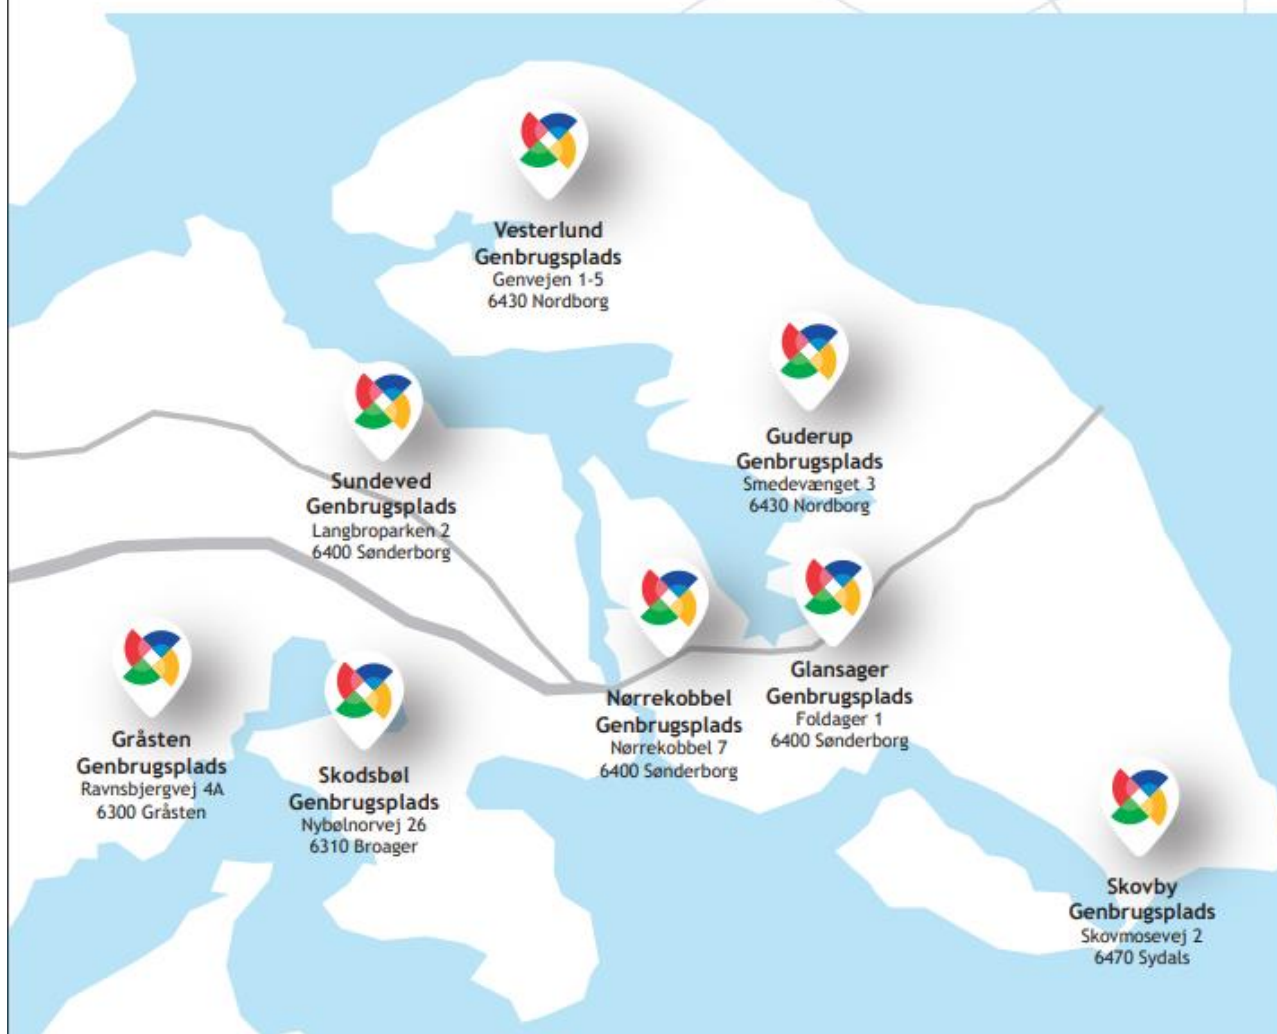 Vesterlund
Genbrugsplads
Genvejen 1-5
6430 Nordborg
Guderup
Genbrugsplads
Smedevænget 3
6430 Nordborg
Sundeved
Genbrugsplads
Langbroparken 2
6400 Sønderborg
Glansager
Genbrugsplads
Foldager 1
6400 Sønderborg
Nørrekobbel
Genbrugsplads
Nørrekobbel 7
6400 Sønderborg
Gråsten
Genbrugsplads
Ravnsbjergvej 4A
6300 Gråsten
Skodsbøl
Genbrugsplads
Nybølnorvej 26
6310 Broager
Skovby
Genbrugsplads
Skovmosevej 2
6470 Sydals